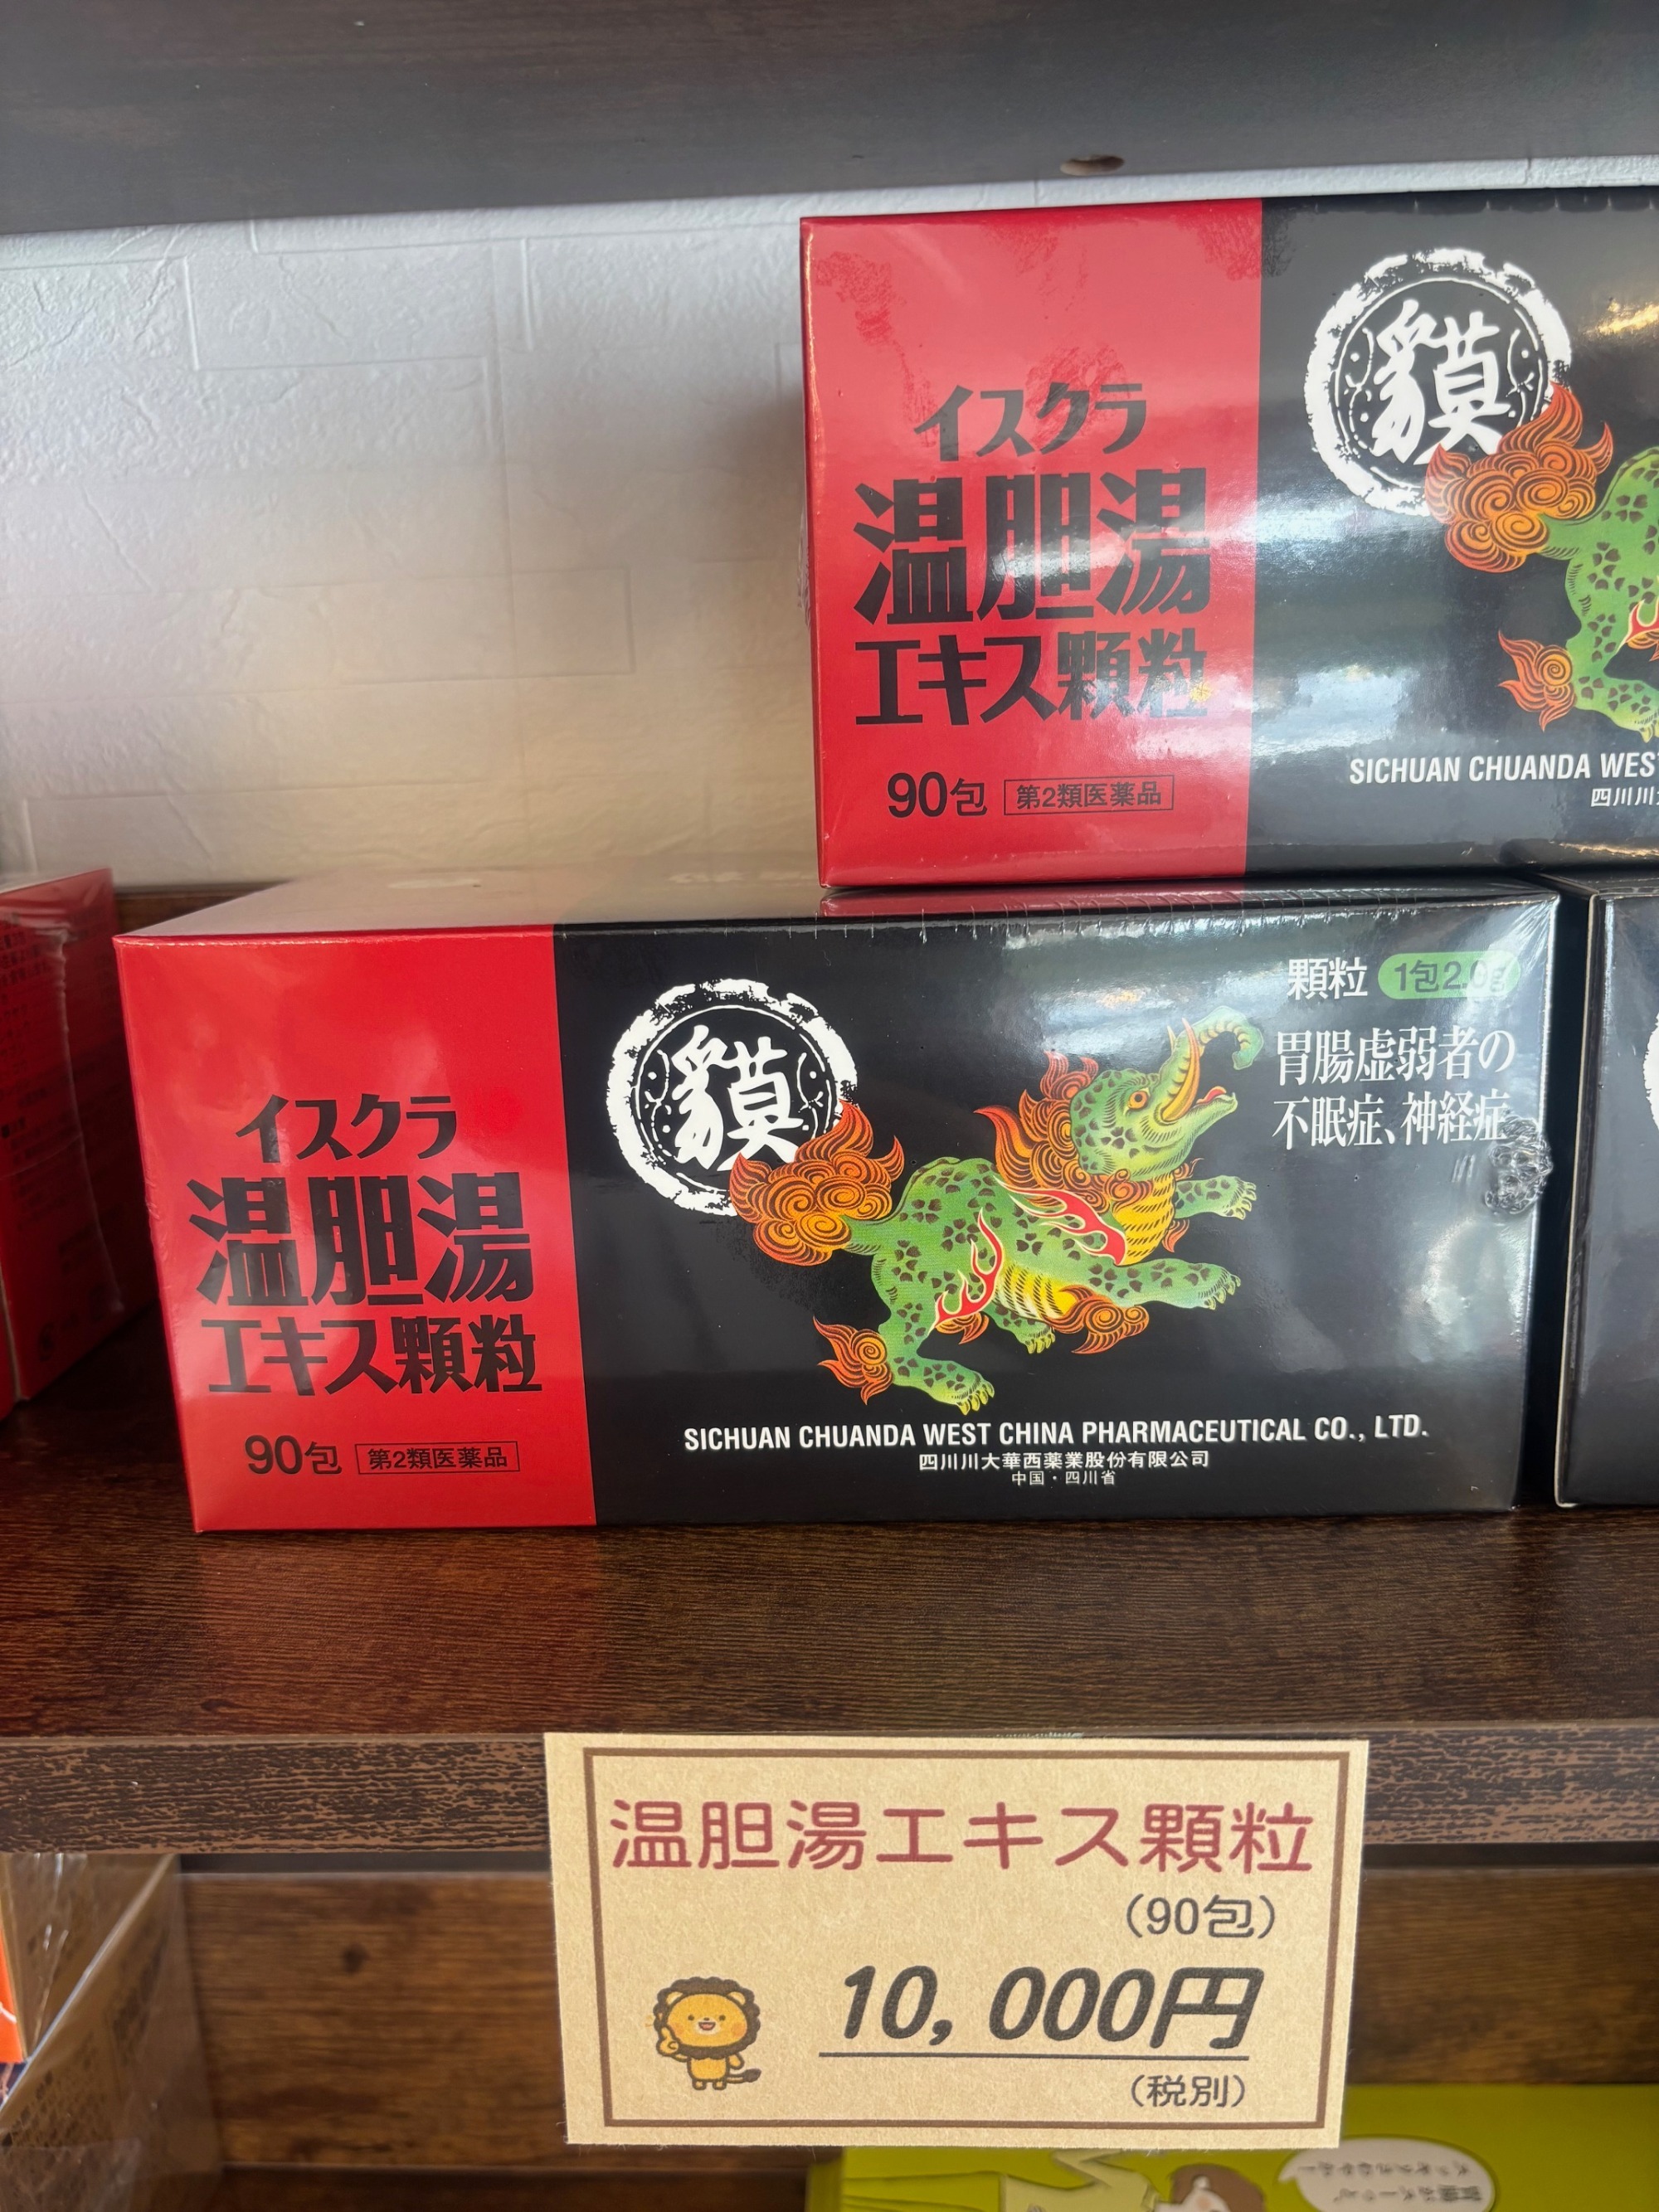 イスクラ
温胆湯
エキス顆粒
90包 第2類医薬品
貘
SICHUAN CHUANDA WEST
四川川
イスクラ
温胆湯
エキス顆粒
90包 第2類医薬品
貘
顆粒 1包2.0g
胃腸虚弱者の
不眠症、神経症
SICHUAN CHUANDA WEST CHINA PHARMACEUTICAL CO., LTD.
四川川大華西薬業股份有限公司
中国・四川省
温胆湯エキス顆粒
（90包）
10,000円
（税別）